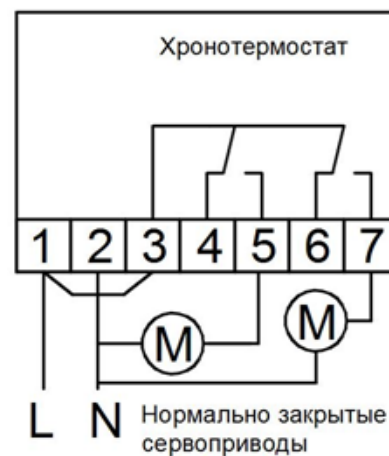 Хронотермостат
1 2 3 4 5 6 7
M
M
L N Нормально закрытые
сервоприводы